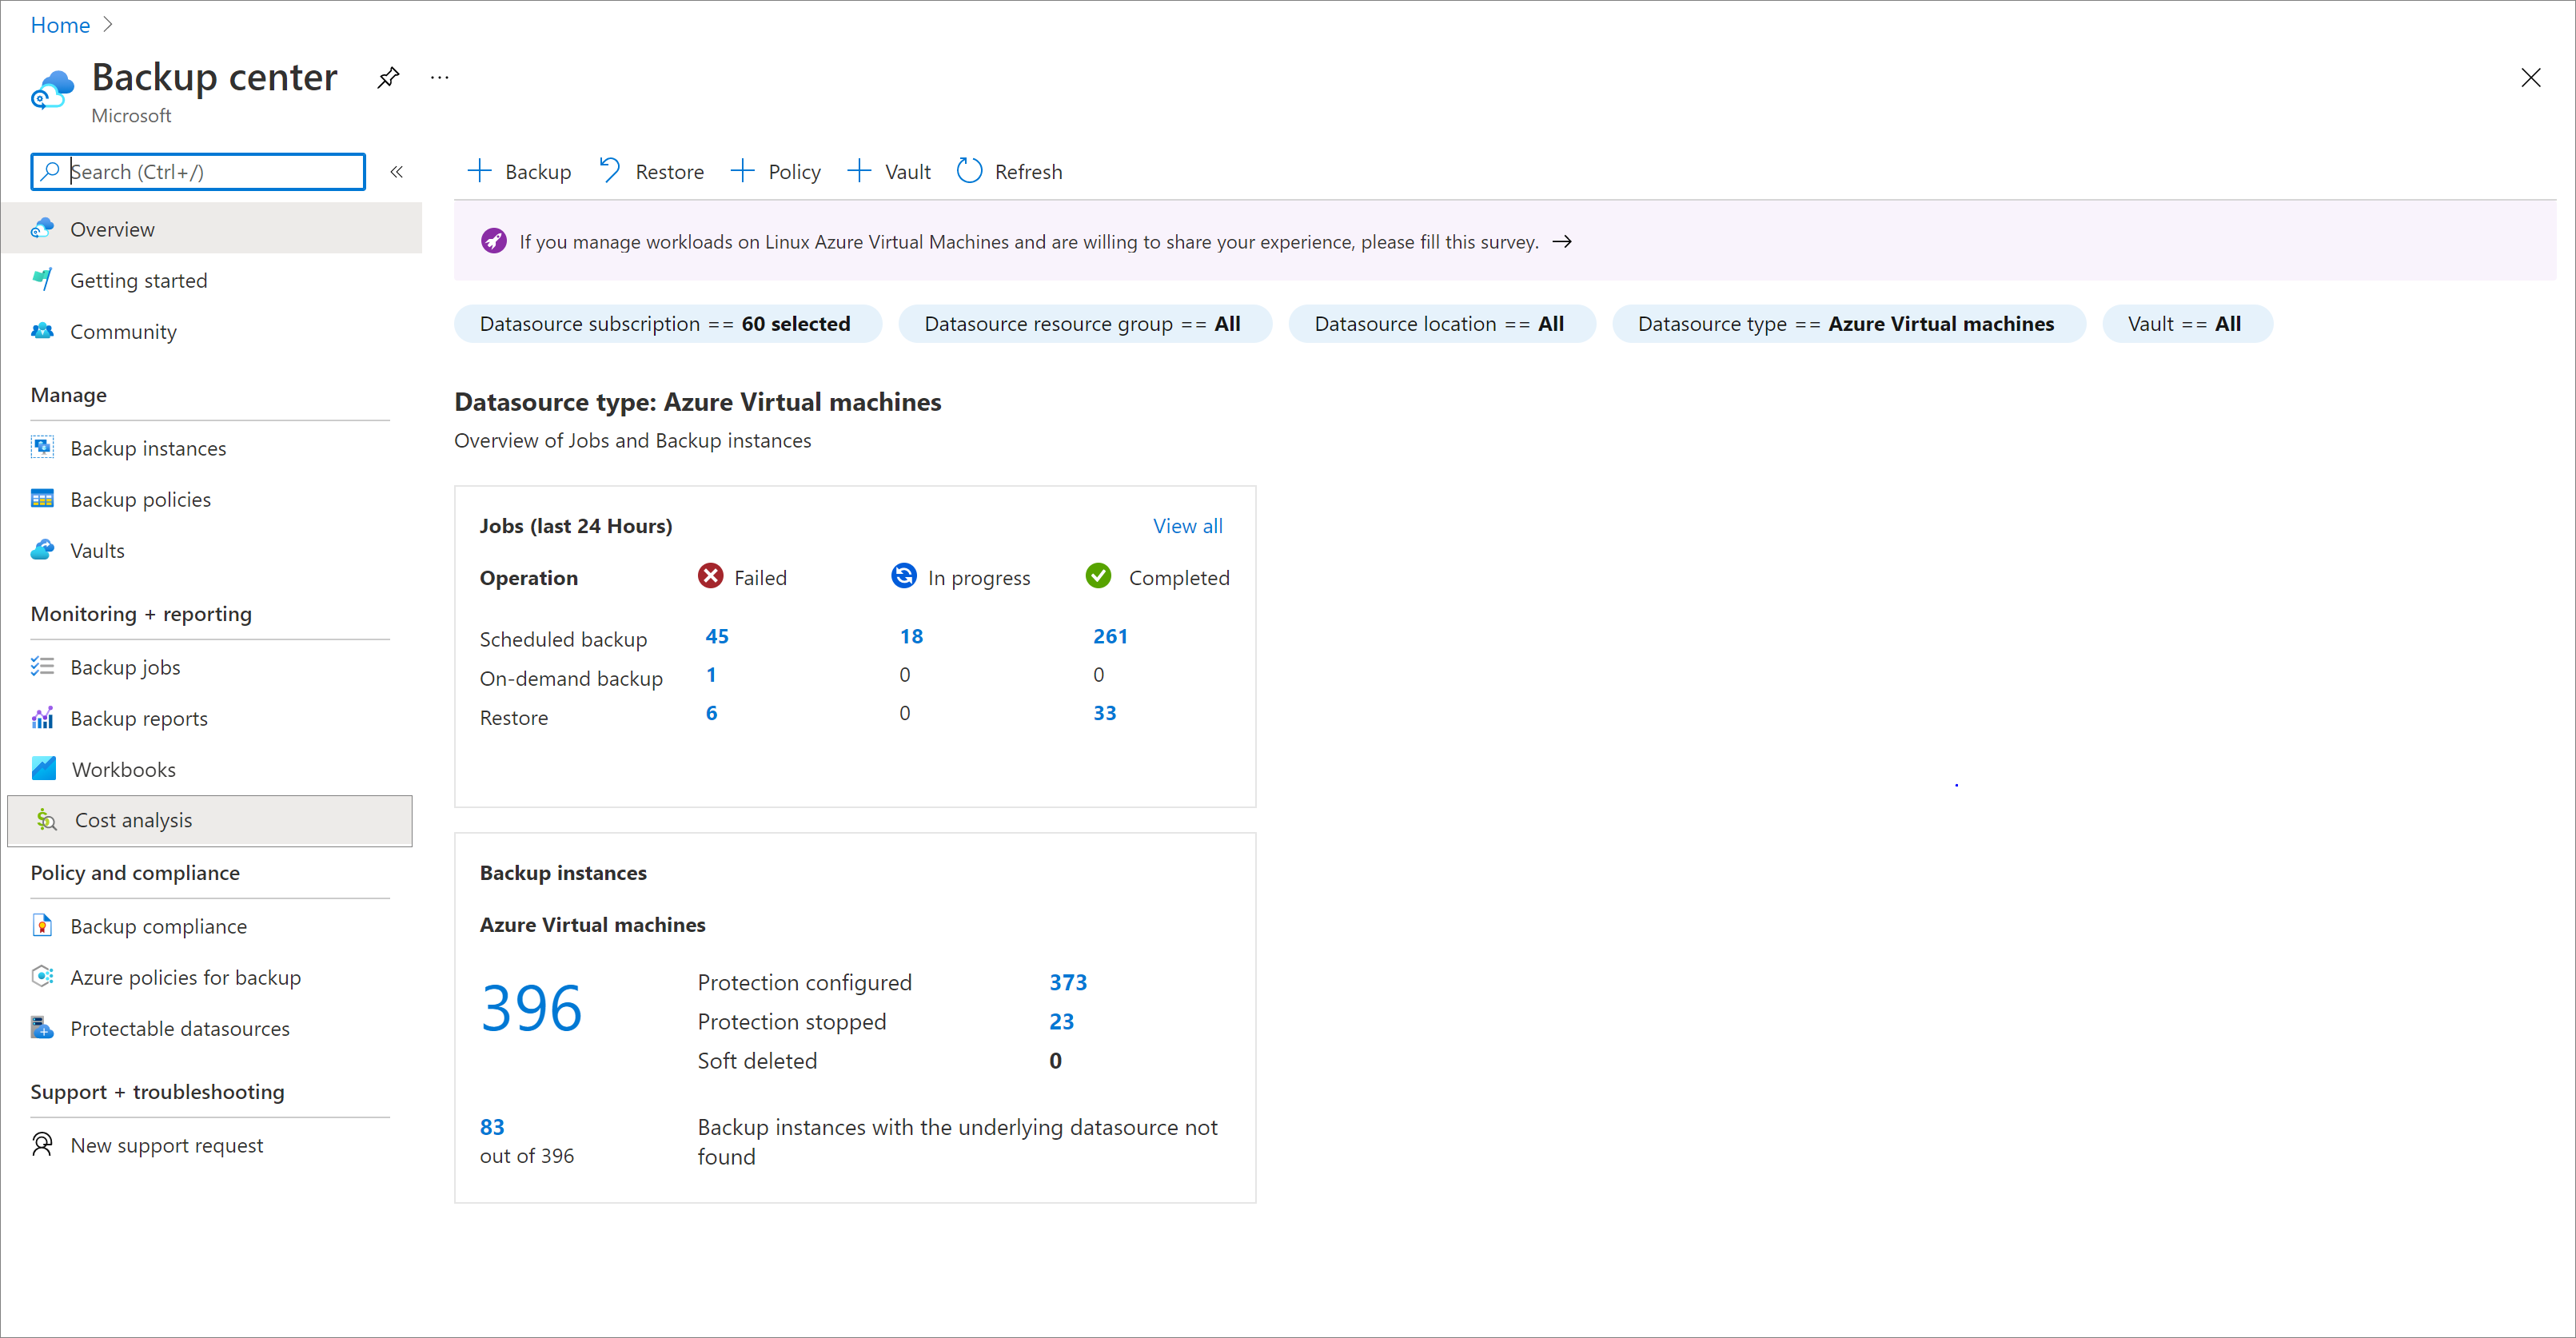 Home
Backup center
...
Microsoft
Search (Ctrl+/)
«
Overview
Getting started
Community
Manage
Backup instances
Backup policies
Vaults
Monitoring + reporting
Backup jobs
Backup reports
Workbooks
Cost analysis
Policy and compliance
Backup compliance
Azure policies for backup
Protectable datasources
Support + troubleshooting
New support request
Backup Restore Policy Vault Refresh
If you manage workloads on Linux Azure Virtual Machines and are willing to share your experience, please fill this survey. →
Datasource subscription == 60 selected Datasource resource group == All Datasource location == All Datasource type == Azure Virtual machines Vault == All
Datasource type: Azure Virtual machines
Overview of Jobs and Backup instances
Jobs (last 24 Hours) View all
Operation Failed In progress Completed
Scheduled backup 45 18 261
On-demand backup 1 0 0
Restore 6 0 33
Backup instances
Azure Virtual machines
396
Protection configured 373
Protection stopped 23
Soft deleted 0
83
out of 396
Backup instances with the underlying datasource not
found